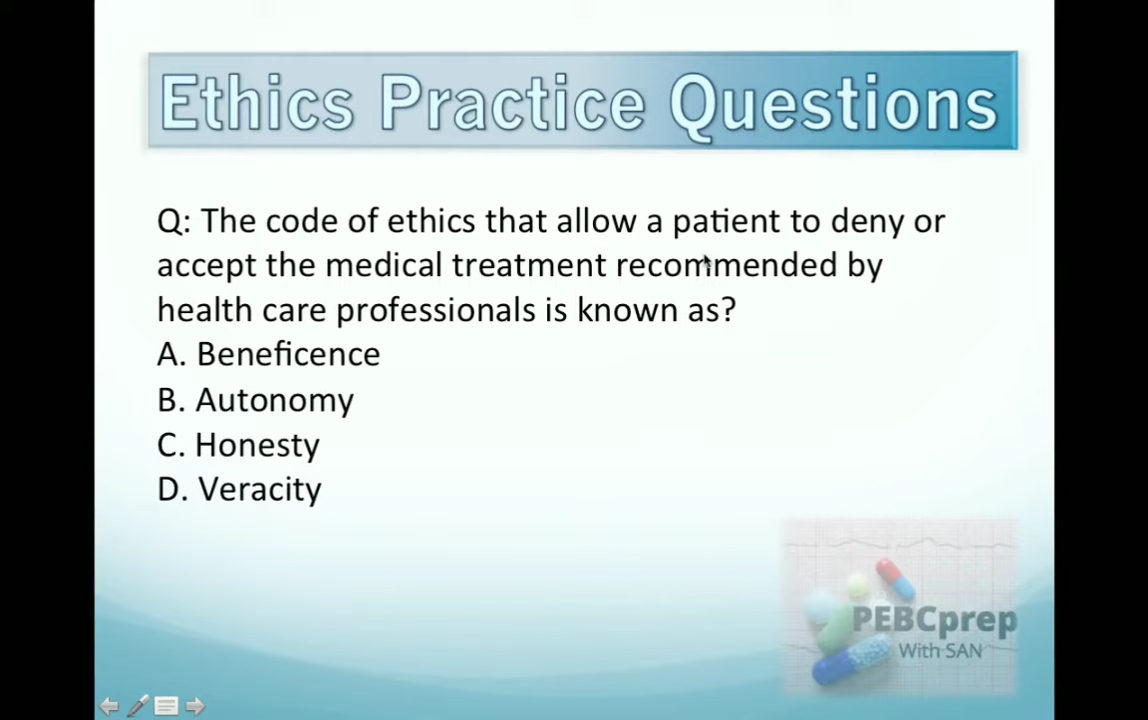 Ethics Practice Questions
Q: The code of ethics that allow a patient to deny or
accept the medical treatment recommended by
health care professionals is known as?
A. Beneficence
B. Autonomy
C. Honesty
D. Veracity
PEBCprep
With SAN